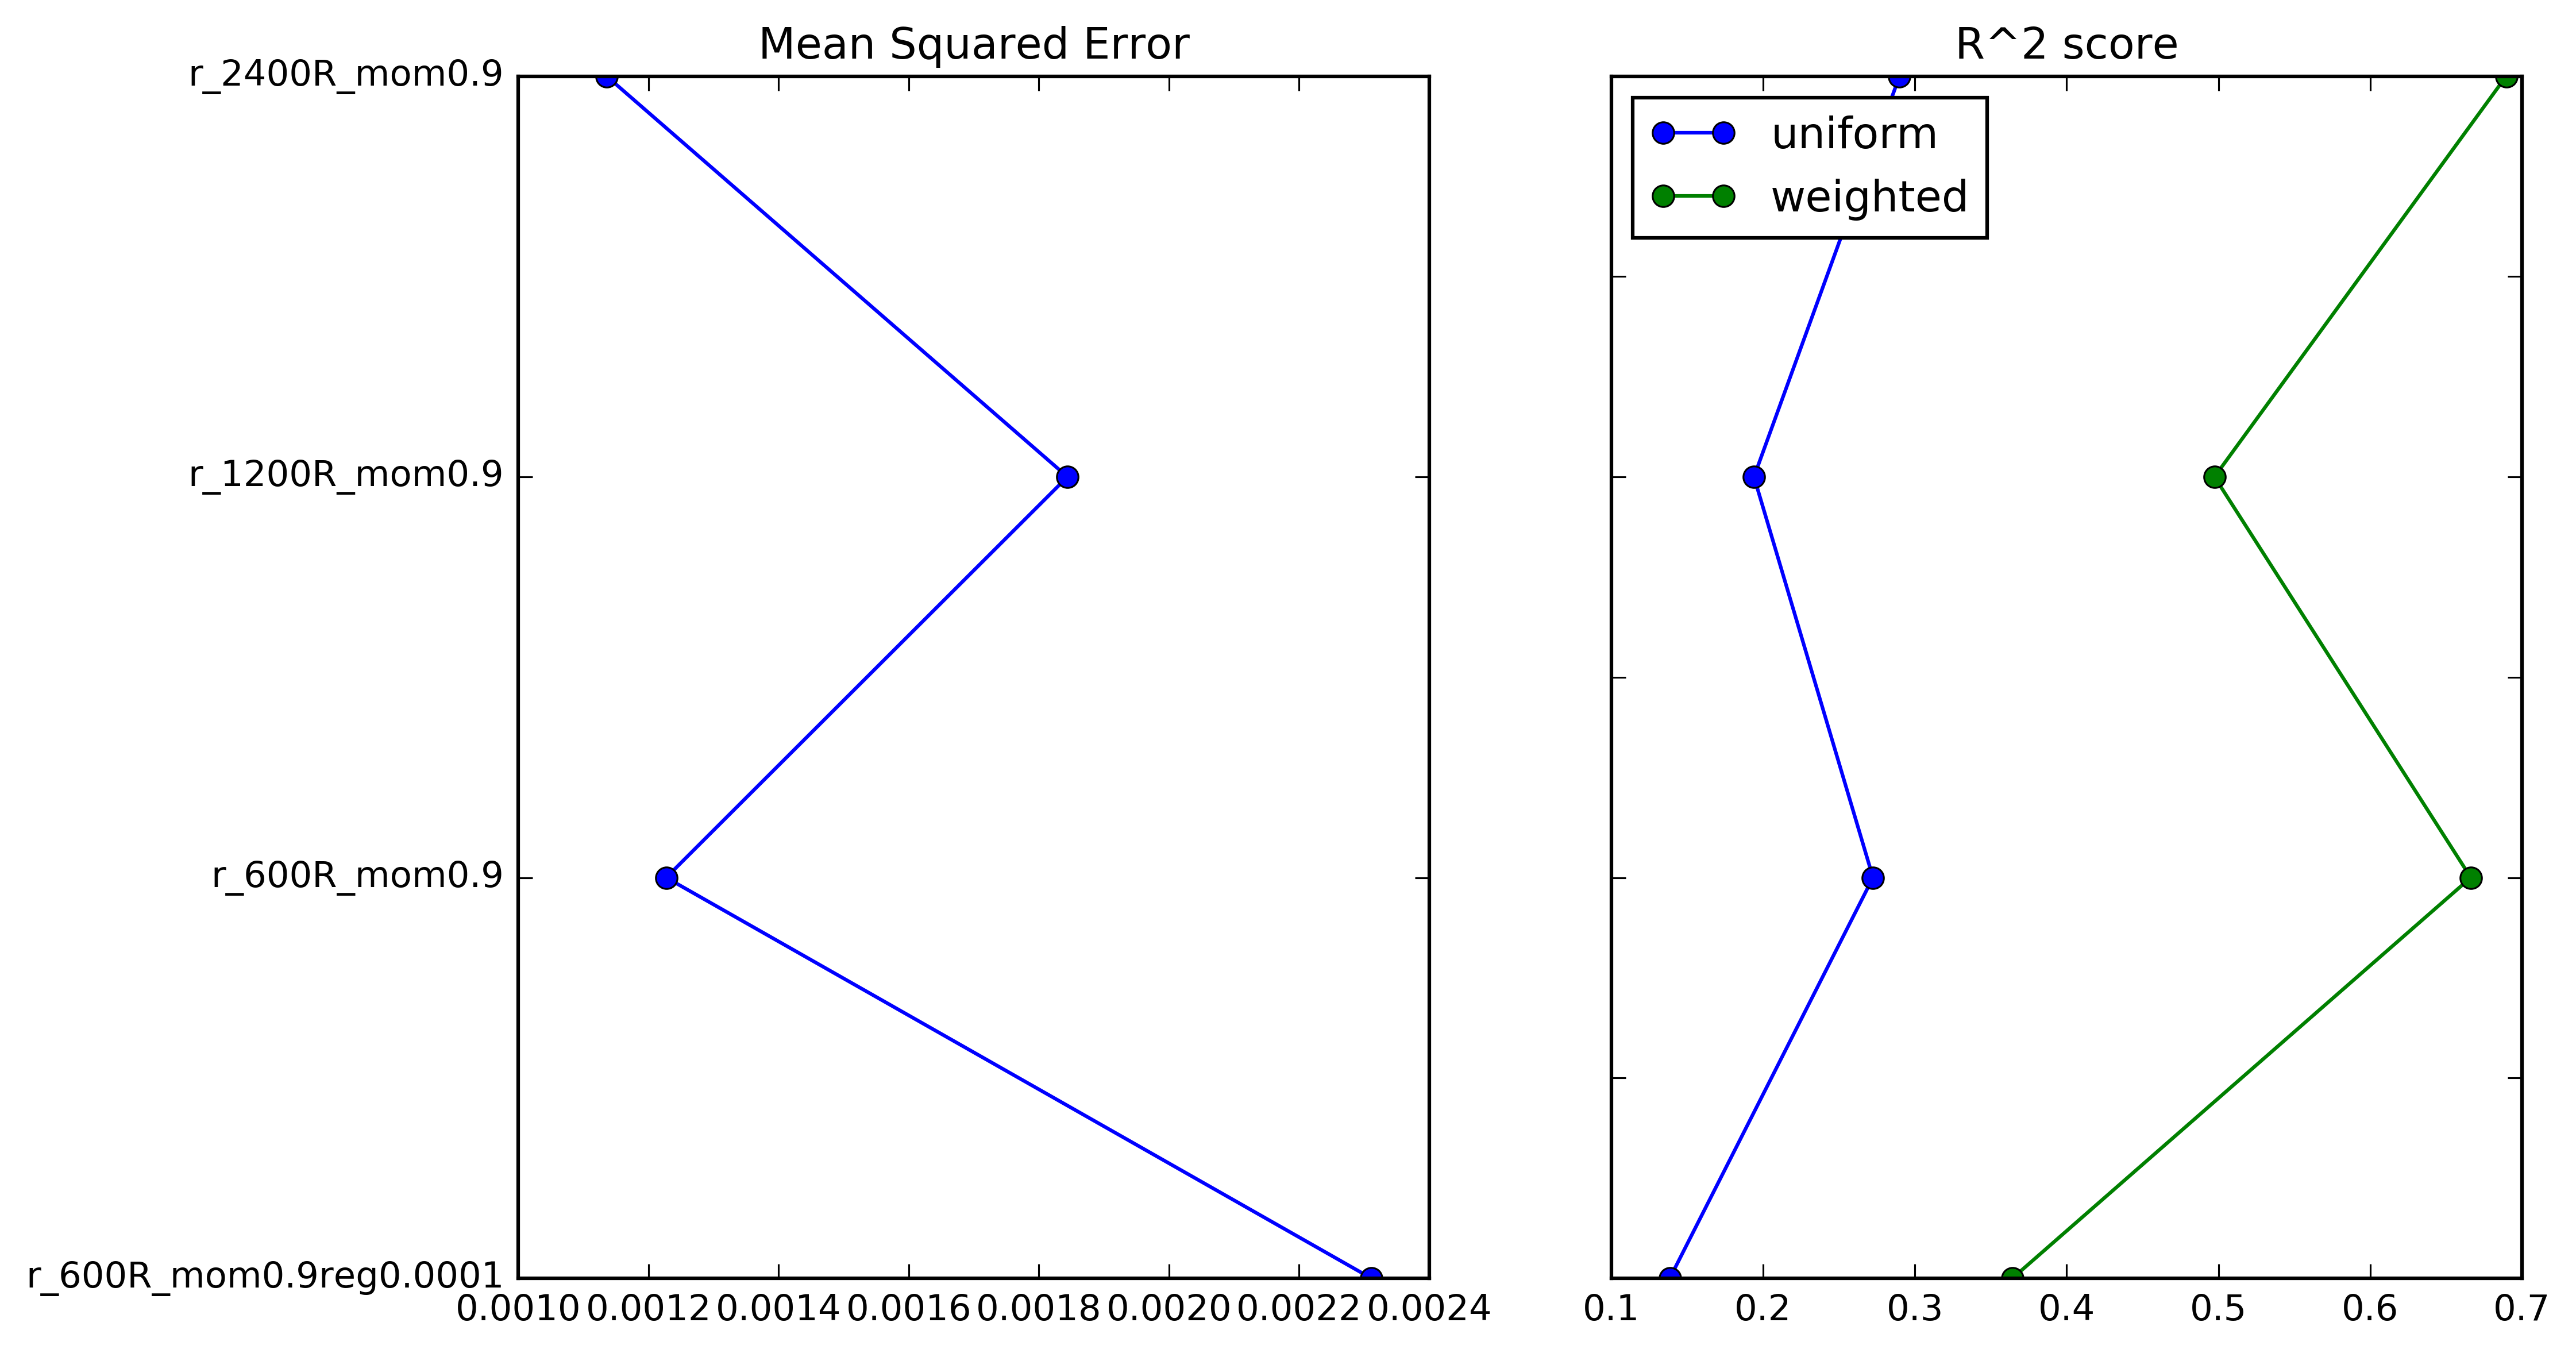 Mean Squared Error
r_2400R_mom0.9
r_1200R_mom0.9
r_600R_mom0.9
r_600R_mom0.9reg0.0001
0.0010 0.0012 0.0014 0.0016 0.0018 0.0020 0.0022 0.0024
R^2 score
uniform
weighted
0.1 0.2 0.3 0.4 0.5 0.6 0.7